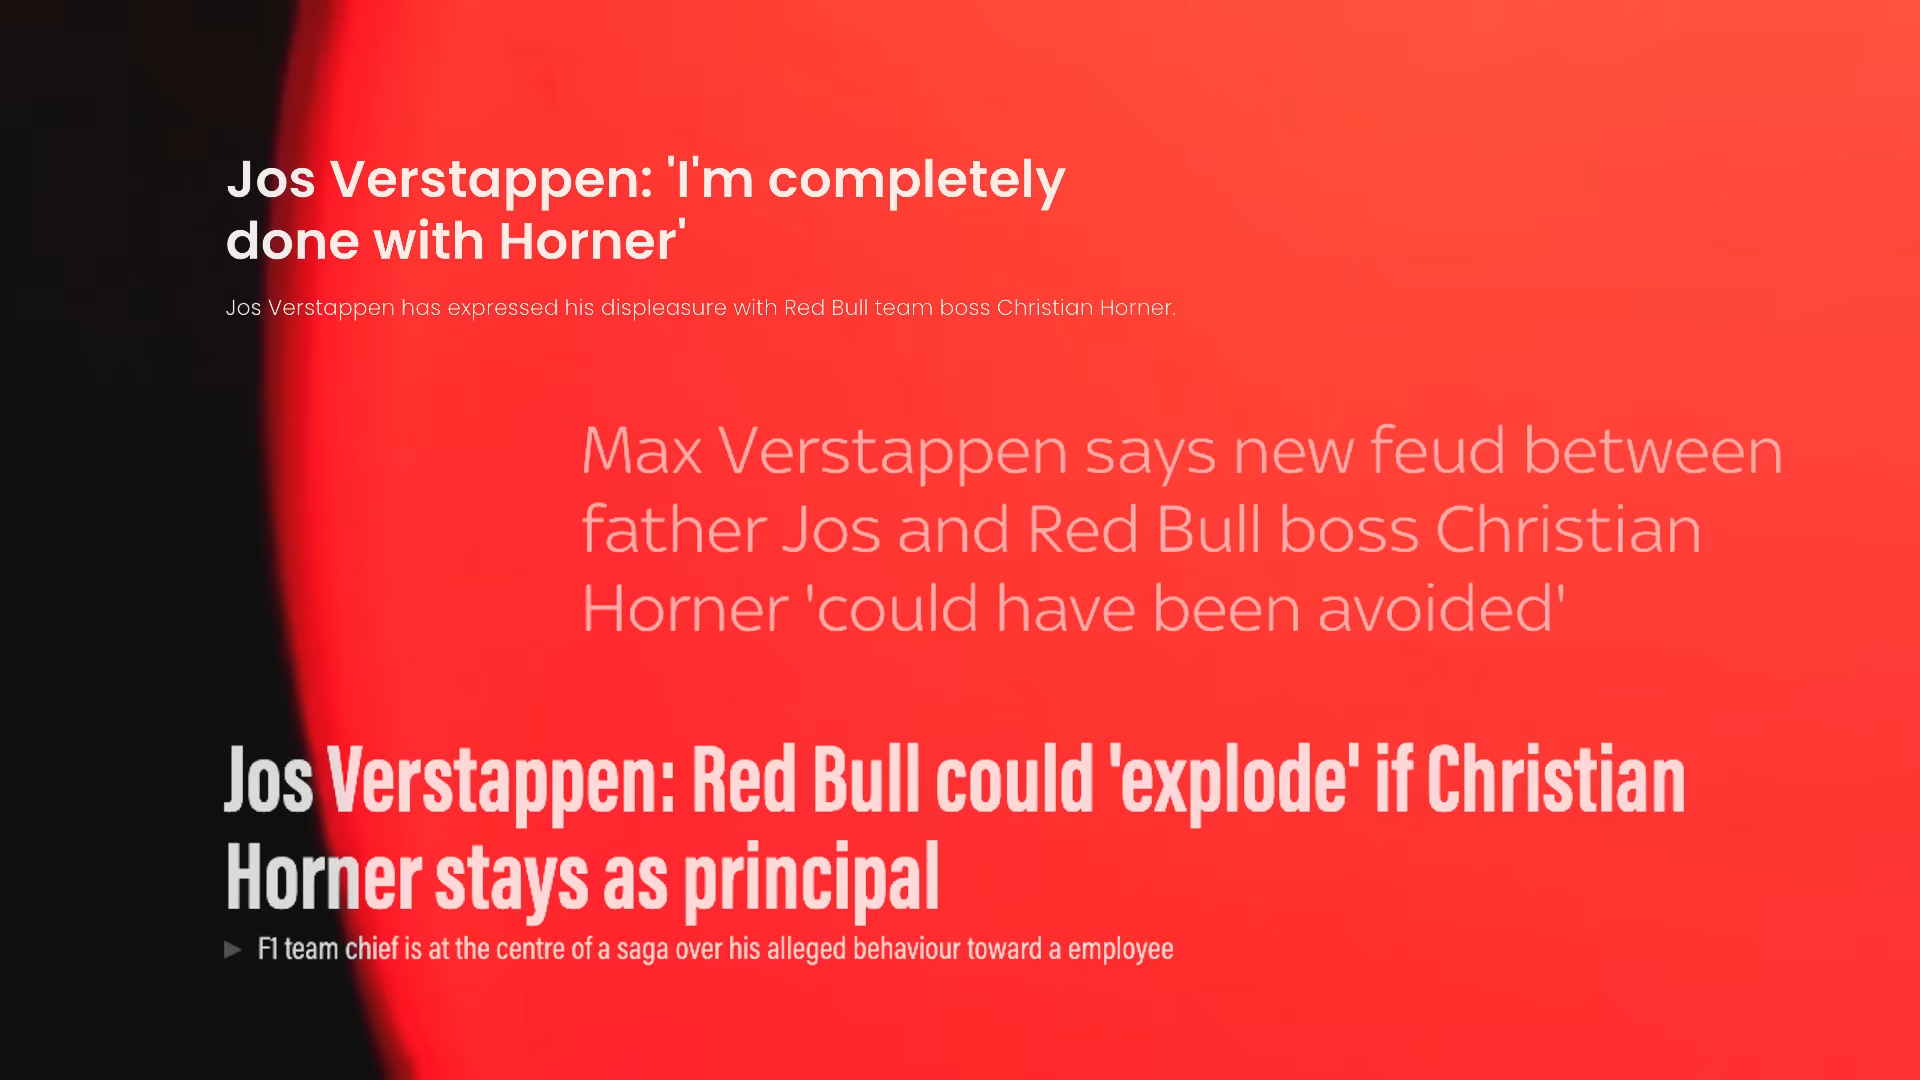 Jos Verstappen: 'I'm completely
done with Horner'
Jos Verstappen has expressed his displeasure with Red Bull team boss Christian Horner.
Max Verstappen says new feud between
father Jos and Red Bull boss Christian
Horner 'could have been avoided'
Jos Verstappen: Red Bull could 'explode' if Christian
Horner stays as principal
F1 team chief is at the centre of a saga over his alleged behaviour toward a employee